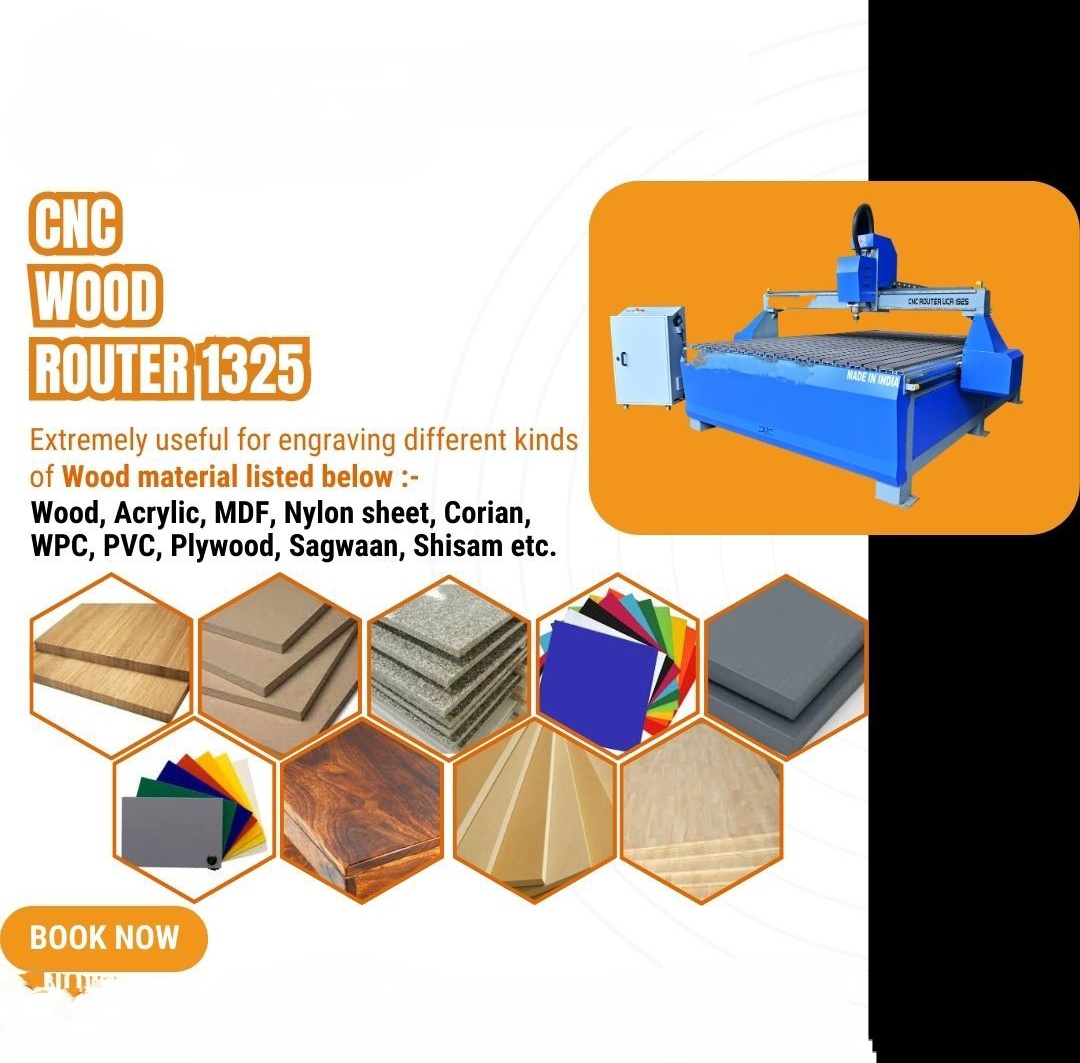 CNC
WOOD
ROUTER 1325
Extremely useful for engraving different kinds
of Wood material listed below :-
Wood, Acrylic, MDF, Nylon sheet, Corian,
WPC, PVC, Plywood, Sagwaan, Shisam etc.
CNC ROUTER UCR 1325
MADE IN INDIA
BOOK NOW